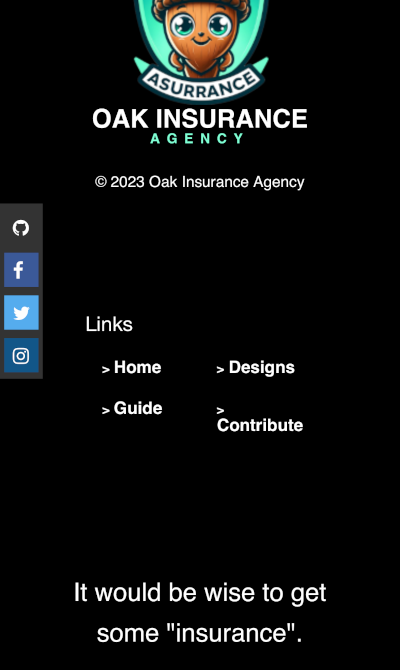 ASURRANCE
OAK INSURANCE
AGENCY
© 2023 Oak Insurance Agency
Links
> Home
> Designs
> Guide
>
Contribute
It would be wise to get
some "insurance".